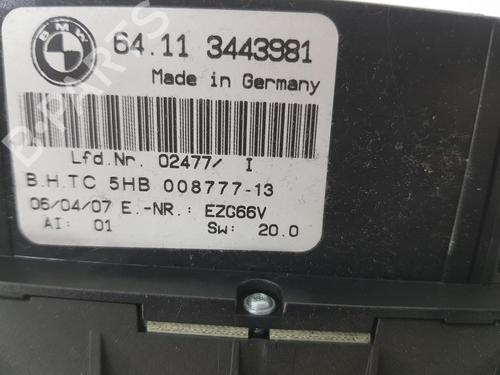 BMW
64.11 3443981
Made in Germany
Lfd.Nr. 02477/ I
B.H.TC 5HB 008777-13
06/04/07 E.-NR.: EZG66V
AI: 01 Sw: 20.0
B-PARTS